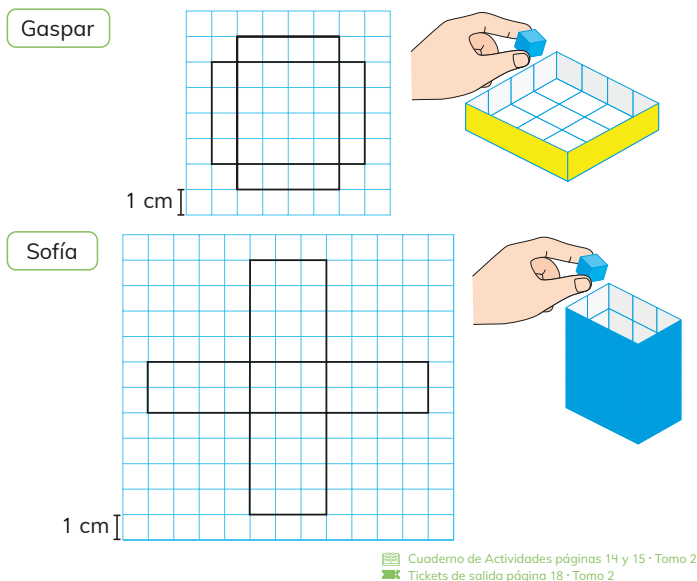 Gaspar
1 cm
Sofía
1 cm
Cuaderno de Actividades páginas 14 y 15 · Tomo 2
Tickets de salida página 18 · Tomo 2